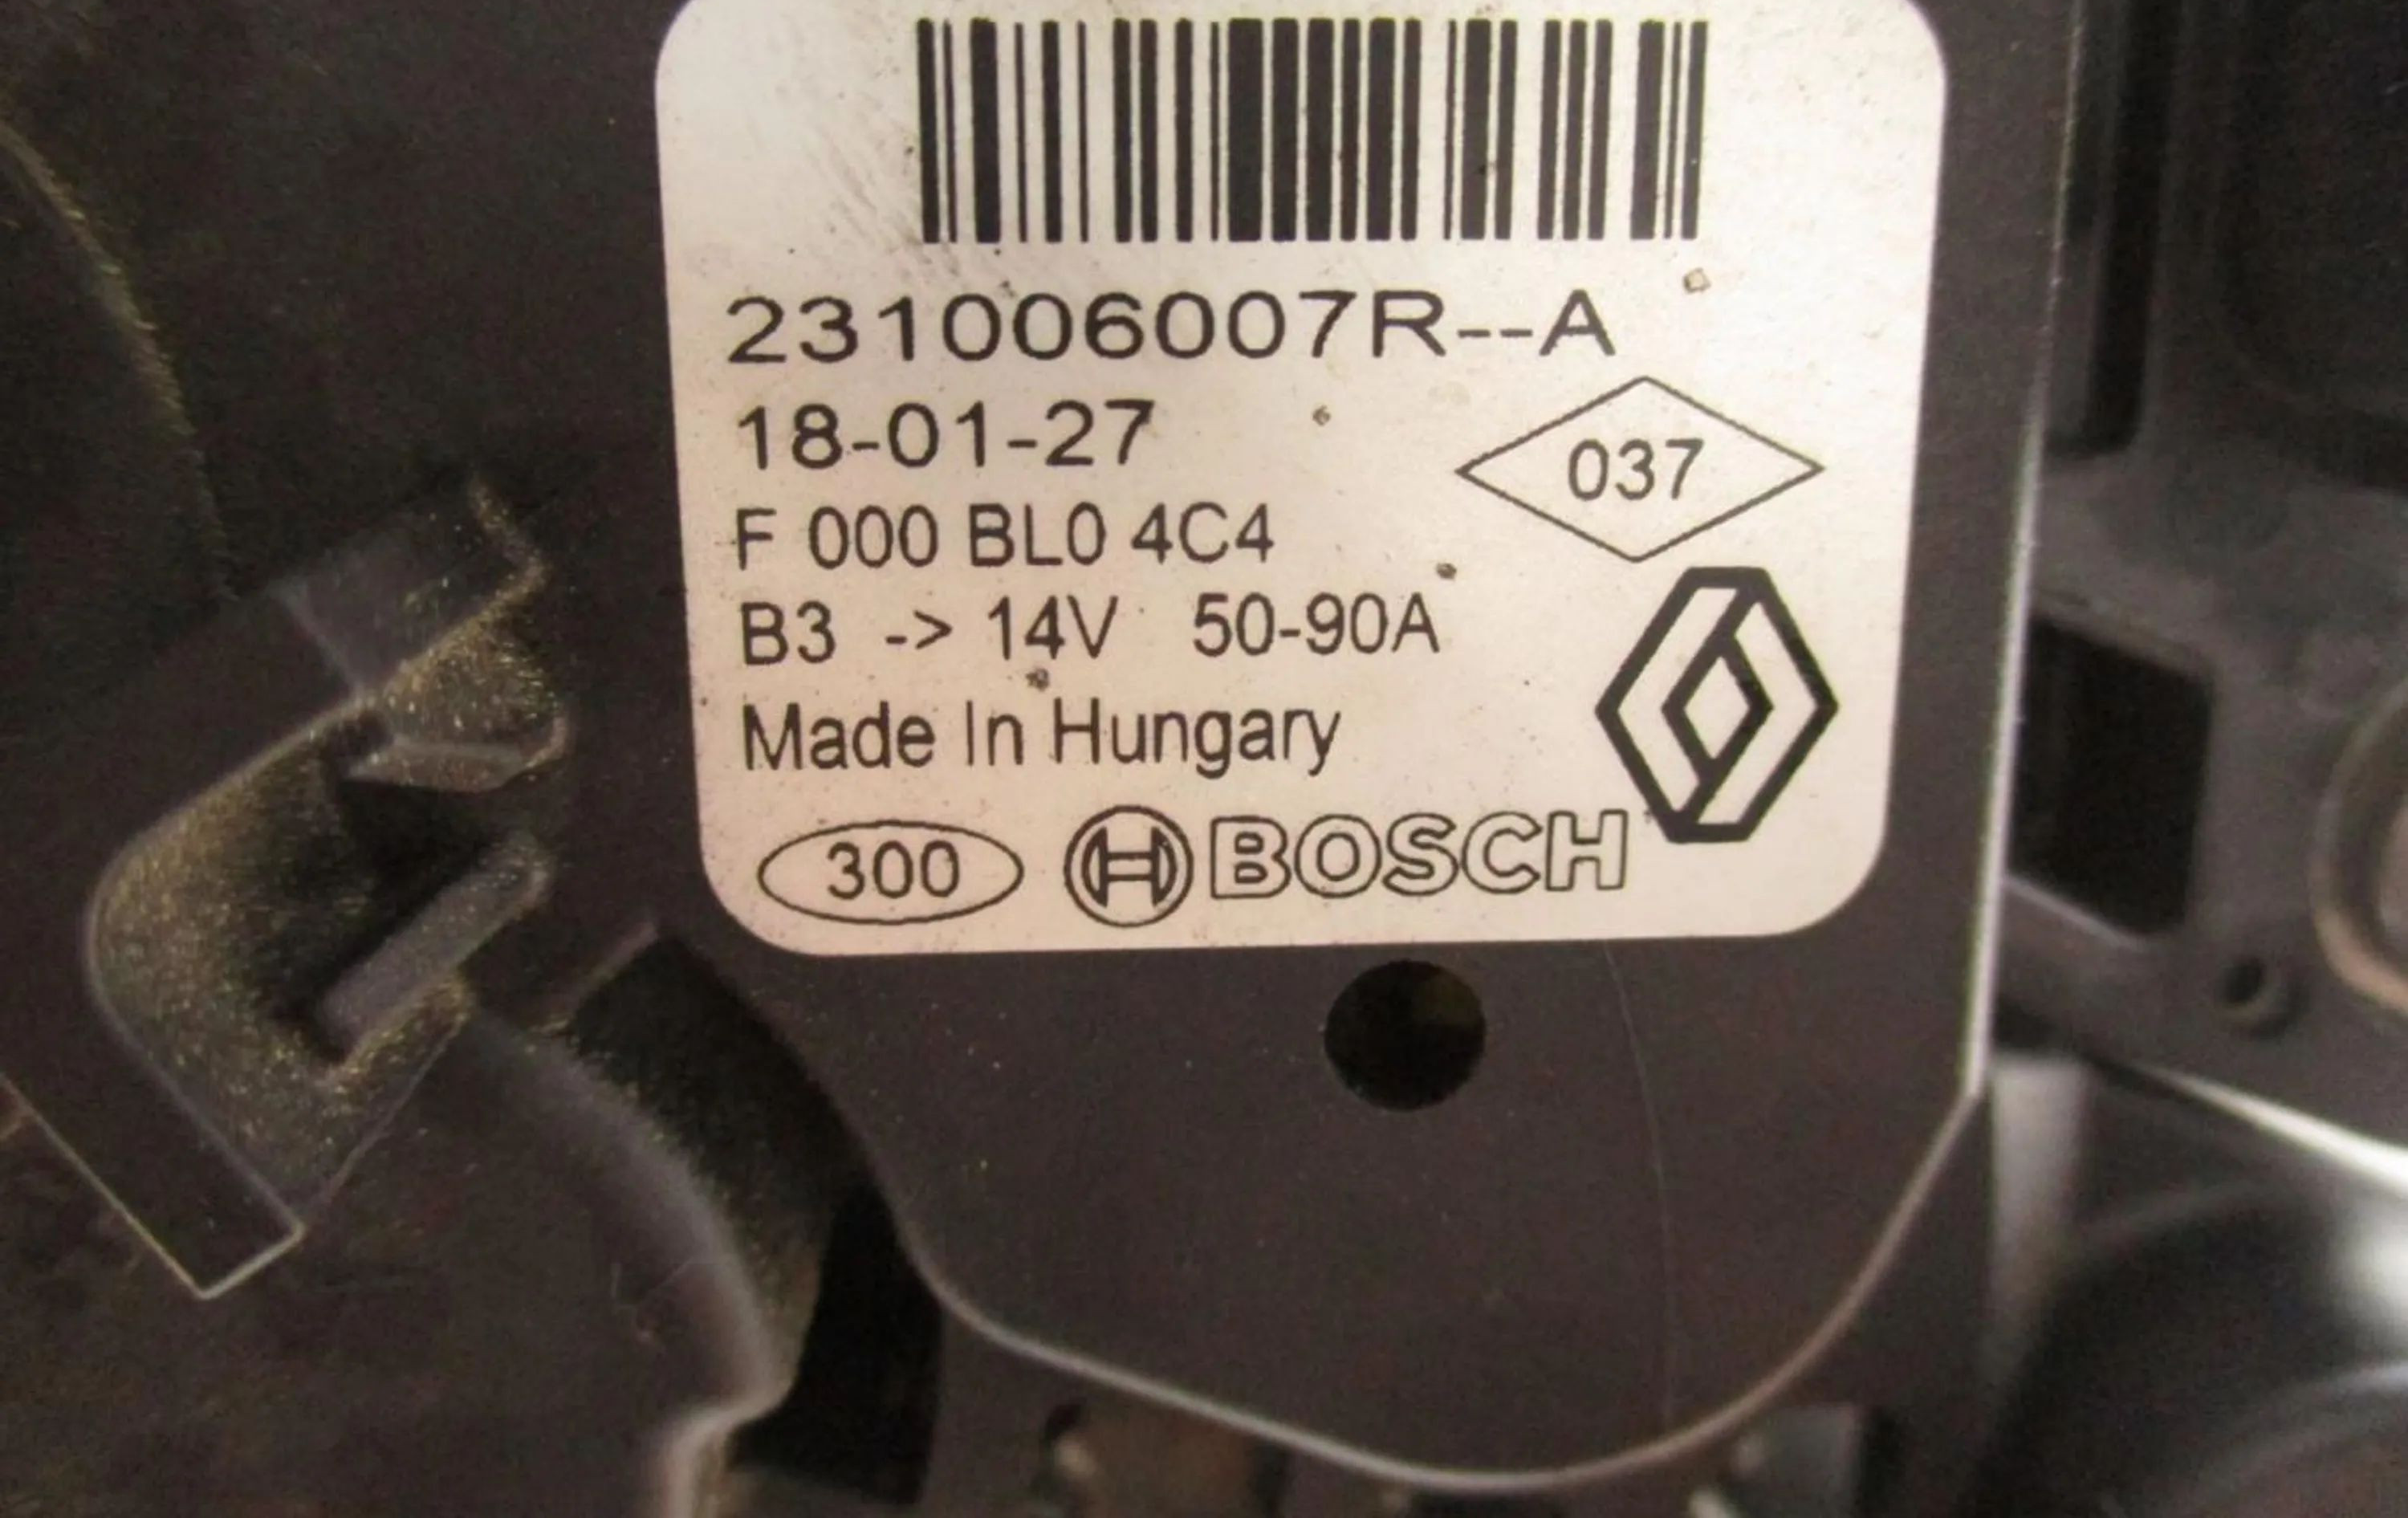 231006007R--A
18-01-27
037
F 000 BL0 4C4
B3 -> 14V 50-90A
Made In Hungary
300 BOSCH